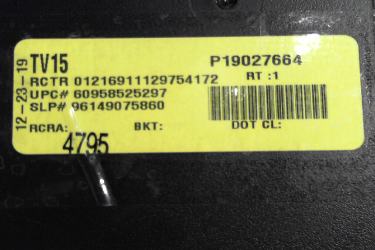 12-23-19
TV15 P19027664
RCTR 01216911129754172 RT :1
UPC# 60958525297
SLP# 96149075860
RCRA: BKT: DOT CL:
4795